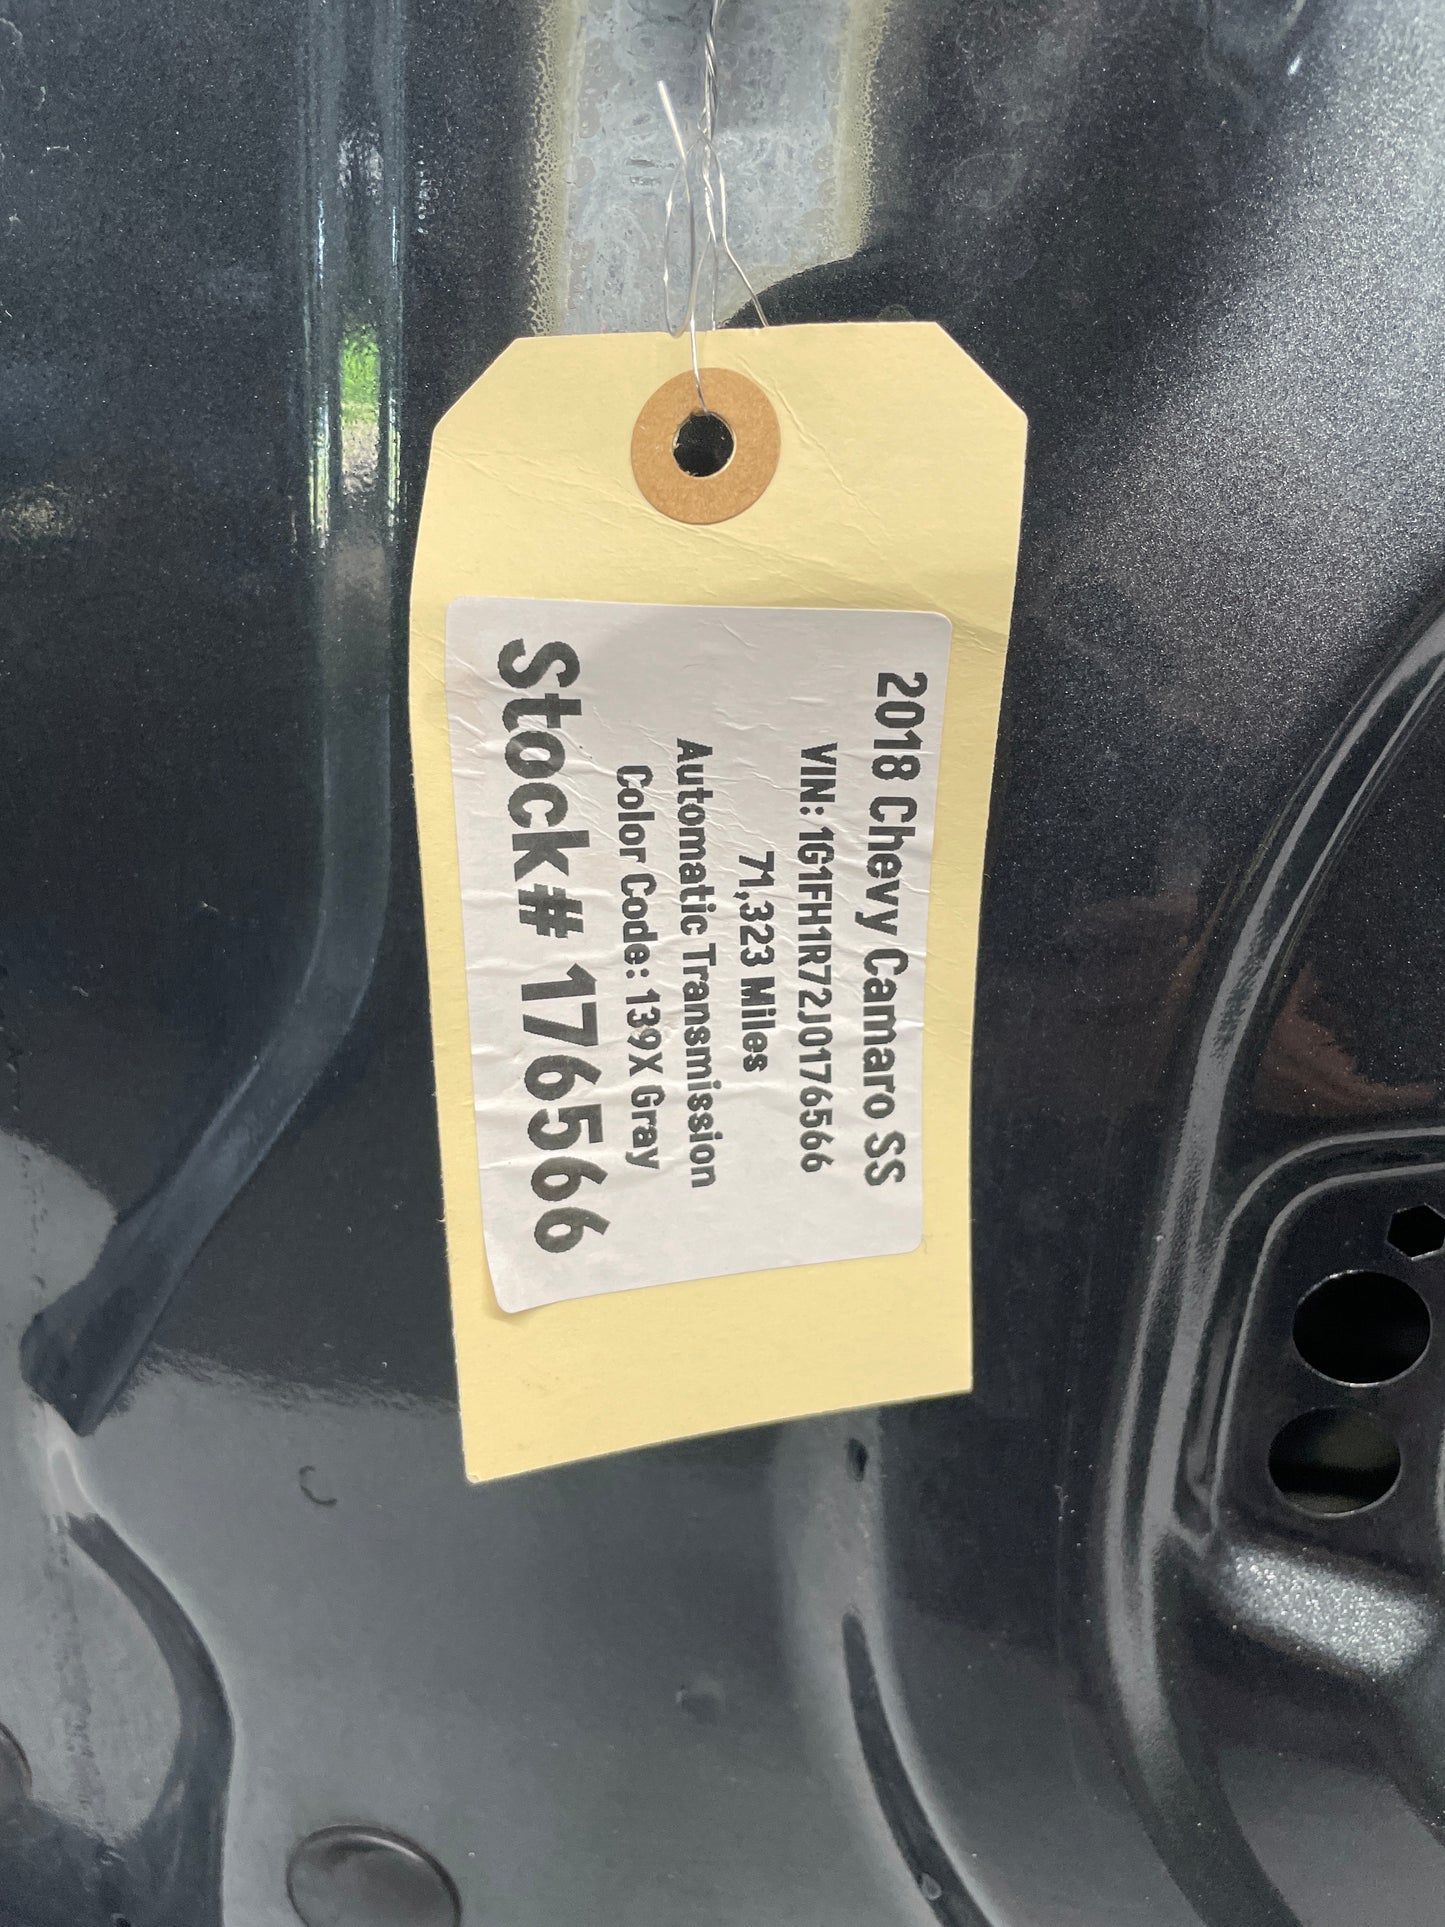 2018 Chevy Camaro SS
VIN: 1G1FH1R72J0176566
71,323 Miles
Automatic Transmission
Color Code: 139X Gray
Stock# 176566